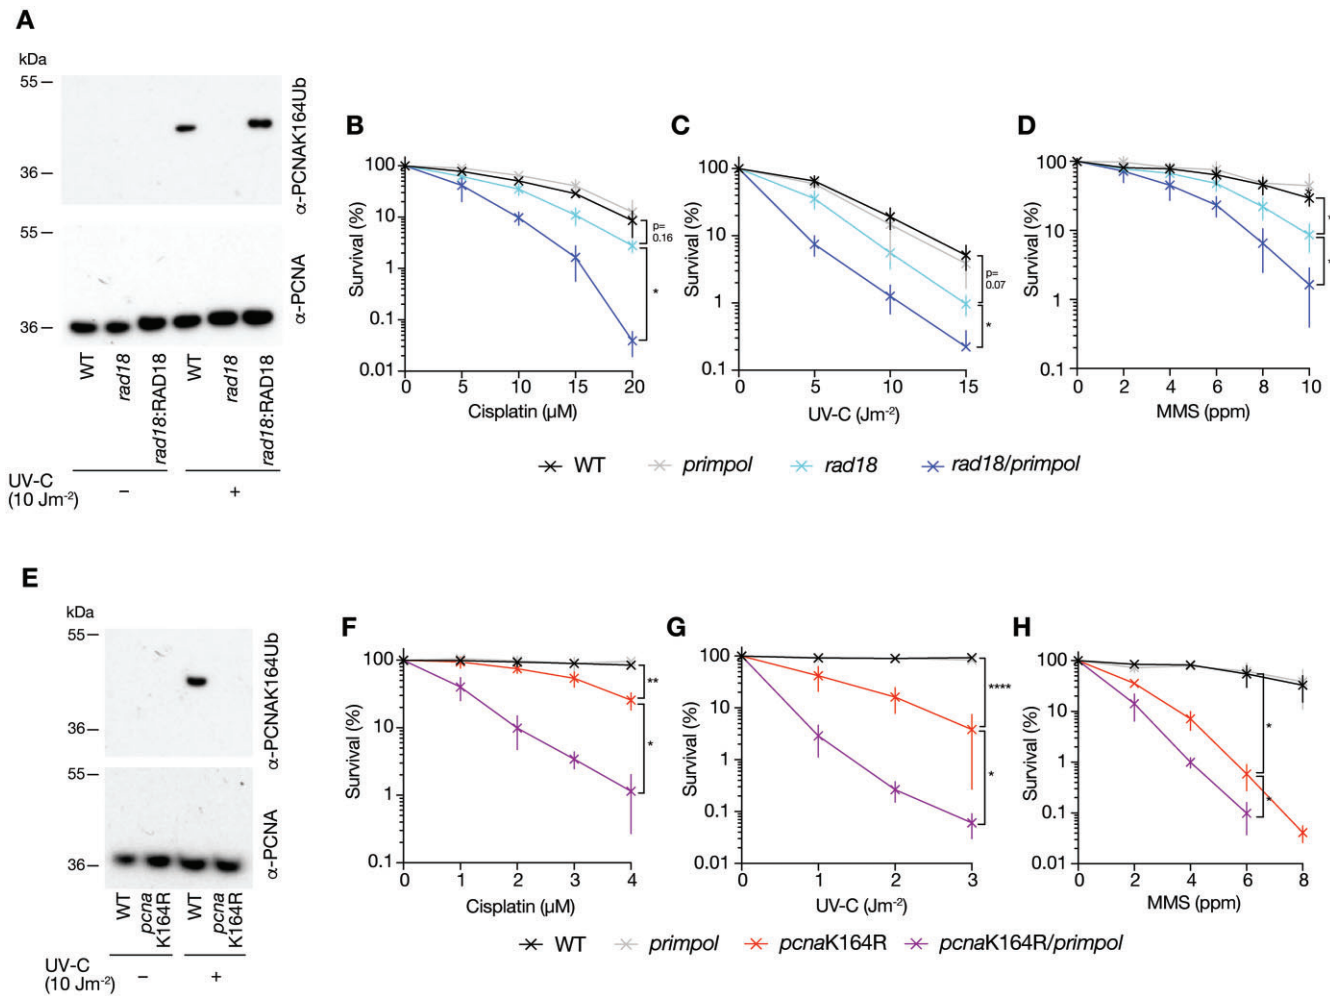 A
kDa
55
36
α-PCNAK164Ub
55
36
α-PCNA
WT
rad18
rad18:RAD18
WT
rad18
rad18:RAD18
UV-C
(10 Jm-2)
–
+
B
Survival (%)
100
10
1
0.1
0.01
0 5 10 15 20
Cisplatin (µM)
p=
0.16
*
C
Survival (%)
100
10
1
0.1
0 5 10 15
UV-C (Jm-2)
p=
0.07
*
D
Survival (%)
100
10
1
0.1
0 2 4 6 8 10
MMS (ppm)
*
*
WT primpol rad18 rad18/primpol
E
kDa
55
36
α-PCNAK164Ub
55
36
α-PCNA
WT
pcna
K164R
WT
pcna
K164R
UV-C
(10 Jm-2)
–
+
F
Survival (%)
100
10
1
0.1
0 1 2 3 4
Cisplatin (µM)
**
*
G
Survival (%)
100
10
1
0.1
0.01
0 1 2 3
UV-C (Jm-2)
****
*
H
Survival (%)
100
10
1
0.1
0.01
0 2 4 6 8
MMS (ppm)
*
*
WT primpol pcnaK164R pcnaK164R/primpol